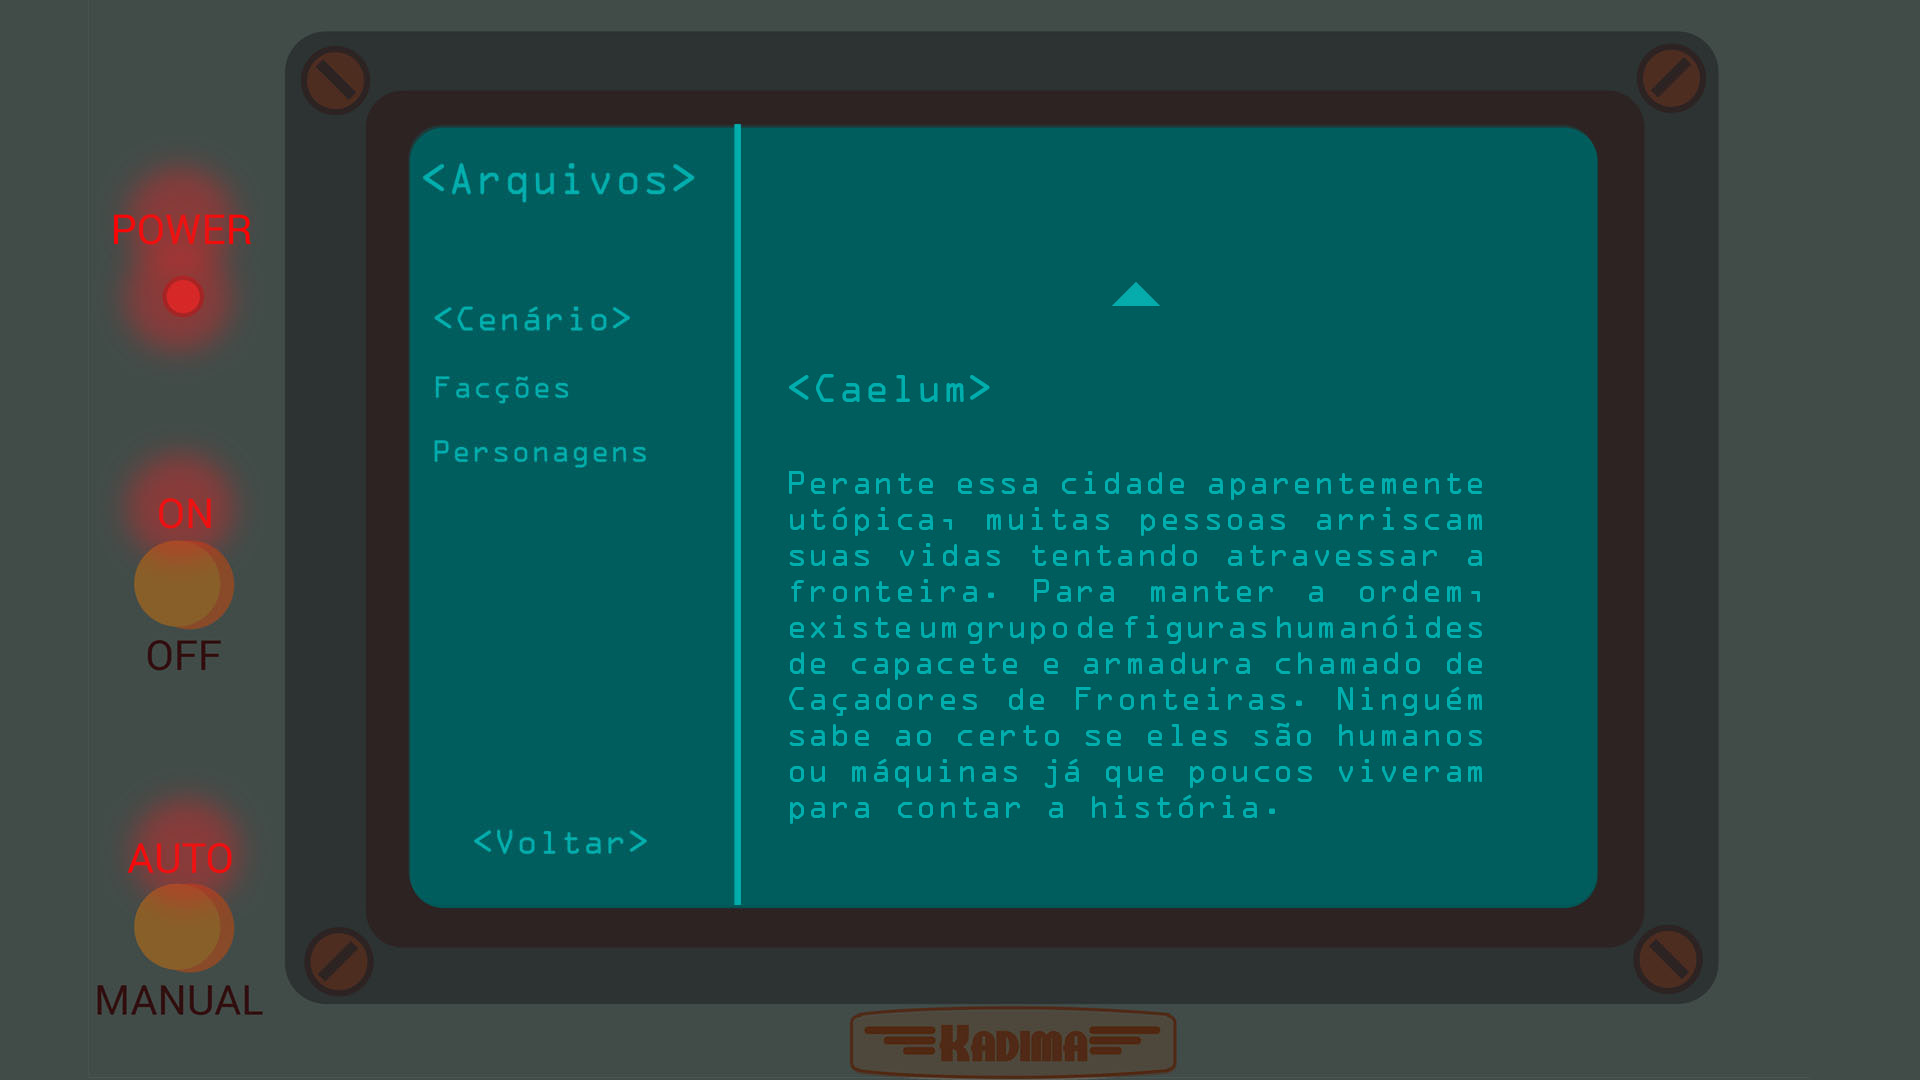 POWER
ON
OFF
AUTO
MANUAL
<Arquivos>
<Cenário>
Facções
Personagens
<Voltar>
<Caelum>
Perante essa cidade aparentemente
utópica, muitas pessoas arriscam
suas vidas tentando atravessar a
fronteira. Para manter a ordem,
existe um grupo de figuras humanóides
de capacete e armadura chamado de
Caçadores de Fronteiras. Ninguém
sabe ao certo se eles são humanos
ou máquinas já que poucos viveram
para contar a história.
KADIMA